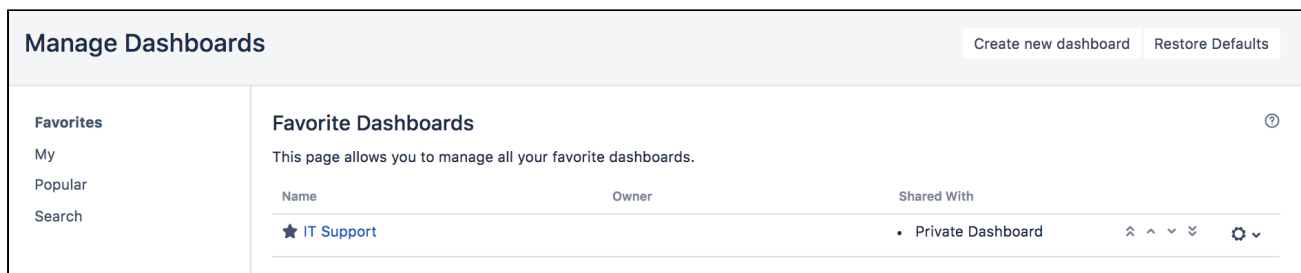 Manage Dashboards
Create new dashboard Restore Defaults
Favorites
My
Popular
Search
Favorite Dashboards
This page allows you to manage all your favorite dashboards.
Name Owner Shared With
IT Support • Private Dashboard